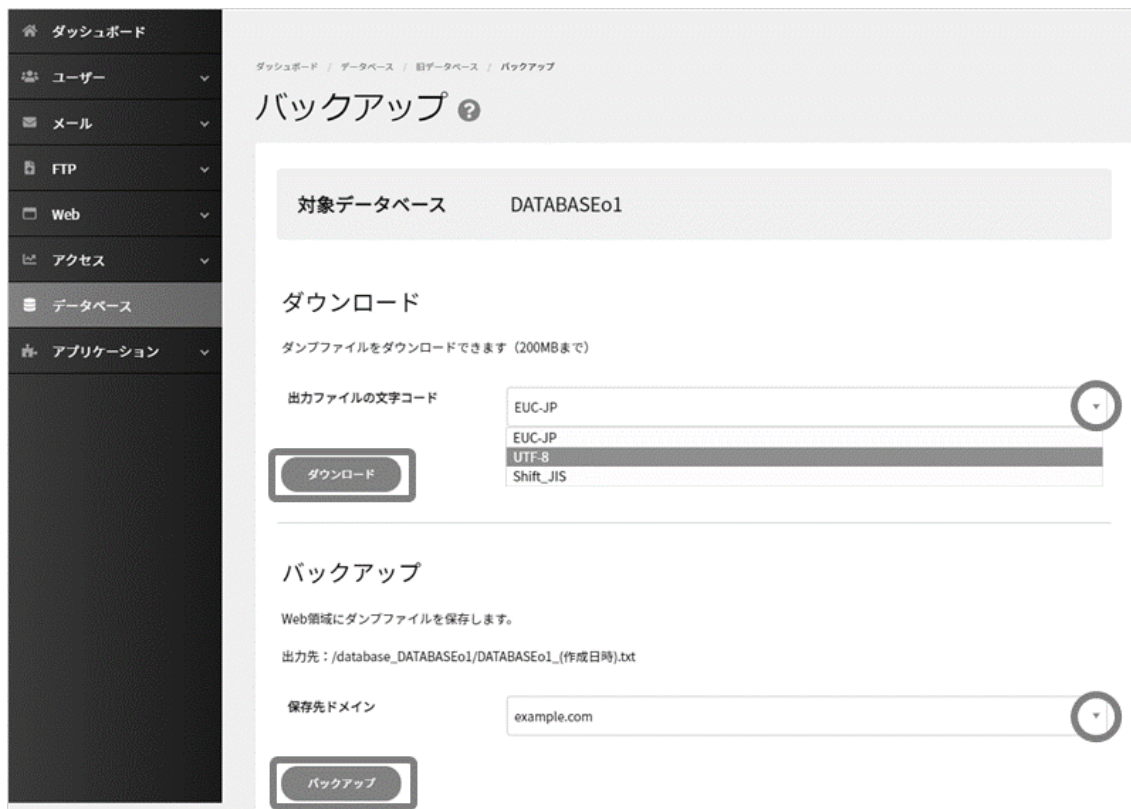 ダッシュボード
ユーザー
メール
FTP
Web
アクセス
データベース
アプリケーション
ダッシュボード / データベース / 旧データベース / バックアップ
バックアップ ?
対象データベース DATABASEo1
ダウンロード
ダンプファイルをダウンロードできます（200MBまで）
出力ファイルの文字コード
EUC-JP
EUC-JP
UTF-8
Shift_JIS
ダウンロード
バックアップ
Web領域にダンプファイルを保存します。
出力先：/database_DATABASEo1/DATABASEo1_(作成日時).txt
保存先ドメイン
example.com
バックアップ